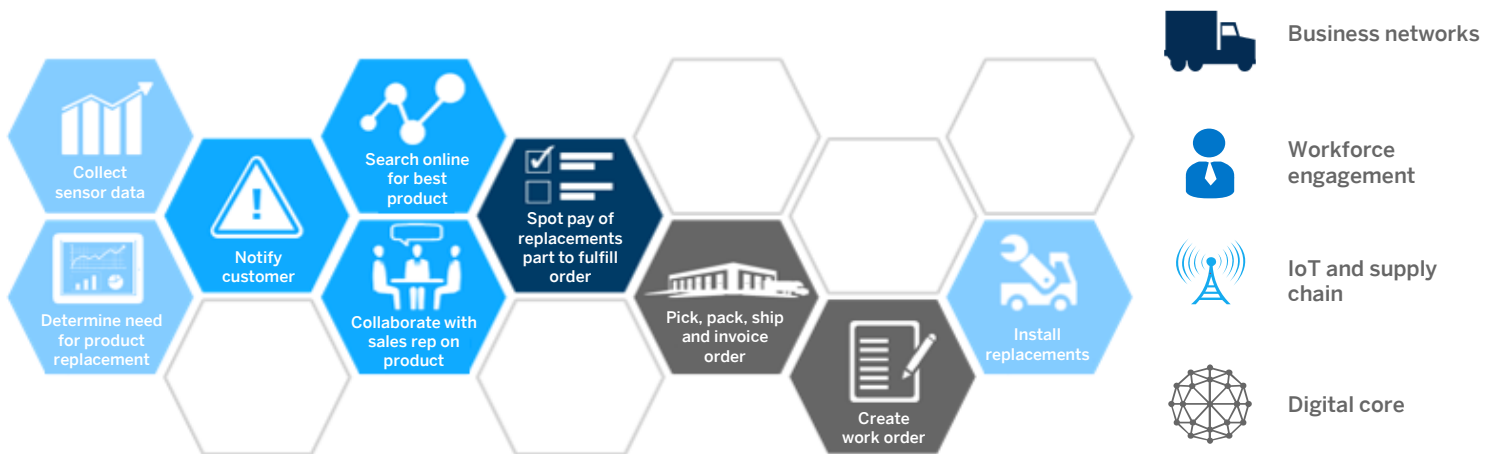 Collect
sensor data
Determine need
for product
replacement
Notify
customer
Search online
for best
product
Collaborate with
sales rep on
product
Spot pay of
replacements
part to fulfill
order
Pick, pack, ship
and invoice
order
Create
work order
Install
replacements
Business networks
Workforce
engagement
IoT and supply
chain
Digital core